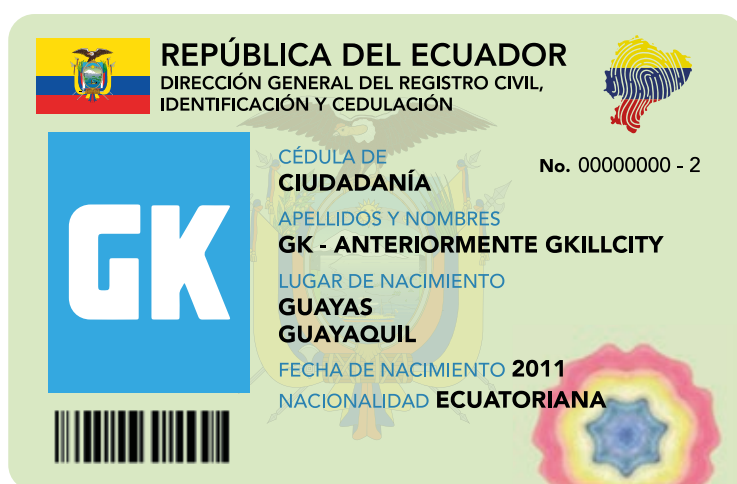 REPÚBLICA DEL ECUADOR
DIRECCIÓN GENERAL DEL REGISTRO CIVIL,
IDENTIFICACIÓN Y CEDULACIÓN
GK
CÉDULA DE
CIUDADANÍA
No. 00000000 - 2
APELLIDOS Y NOMBRES
GK - ANTERIORMENTE GKILLCITY
LUGAR DE NACIMIENTO
GUAYAS
GUAYAQUIL
FECHA DE NACIMIENTO 2011
NACIONALIDAD ECUATORIANA